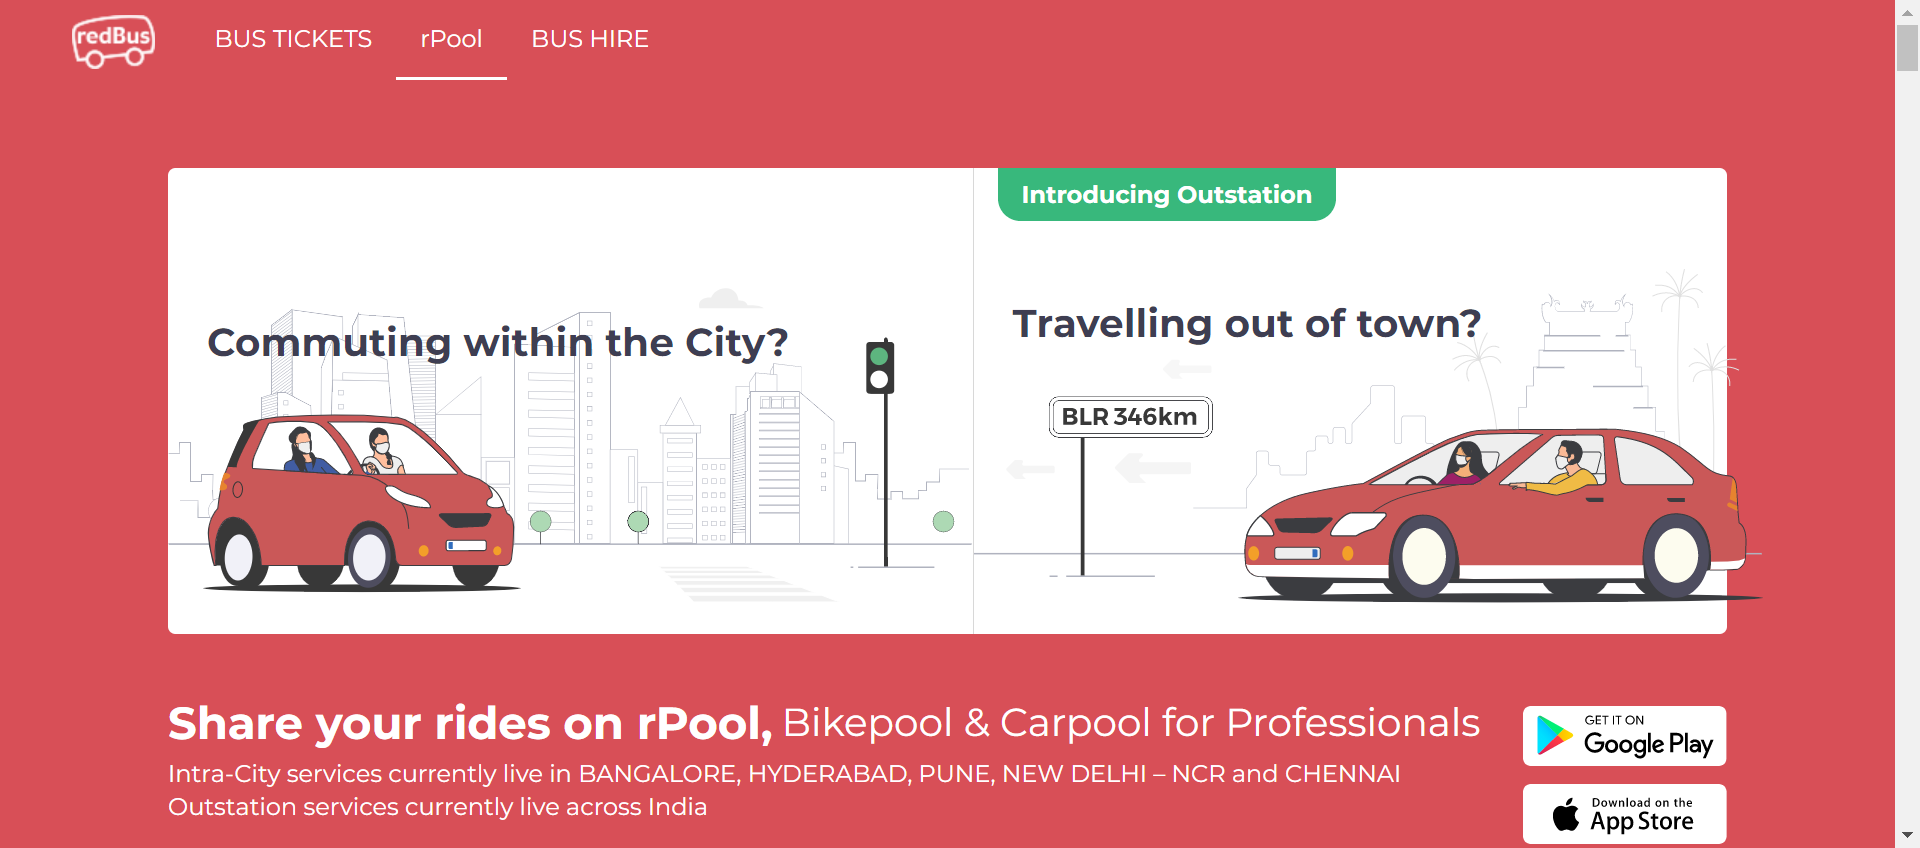 redBus
BUS TICKETS
rPool
BUS HIRE
Introducing Outstation
Commuting within the City?
Travelling out of town?
BLR 346km
Share your rides on rPool, Bikepool & Carpool for Professionals
Intra-City services currently live in BANGALORE, HYDERABAD, PUNE, NEW DELHI – NCR and CHENNAI
Outstation services currently live across India
GET IT ON
Google Play
Download on the
App Store